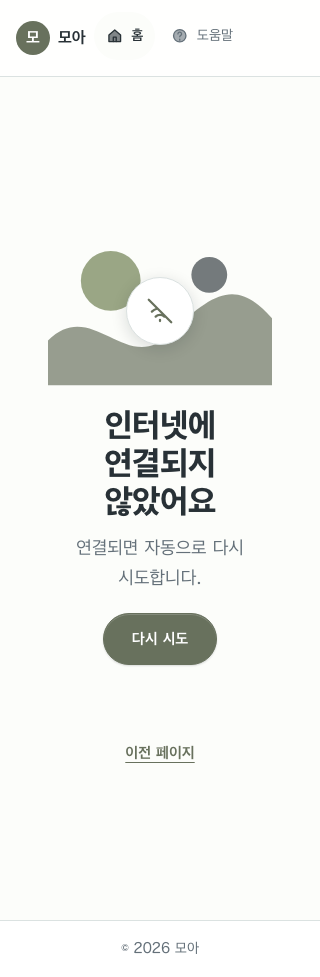 모 모아 홈 도움말
인터넷에
연결되지
않았어요
연결되면 자동으로 다시
시도합니다.
다시 시도
이전 페이지
© 2026 모아